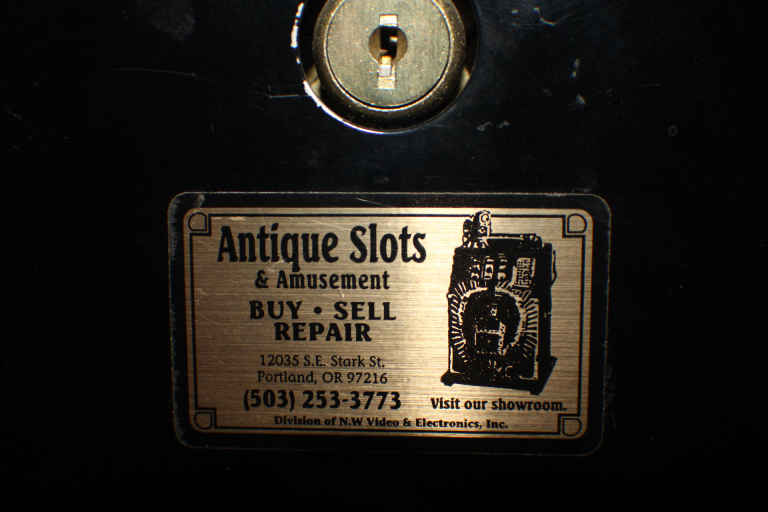 Antique Slots
& Amusement
BUY • SELL
REPAIR
12035 S.E. Stark St.
Portland, OR 97216
(503) 253-3773
Visit our showroom.
Division of N.W Video & Electronics, Inc.